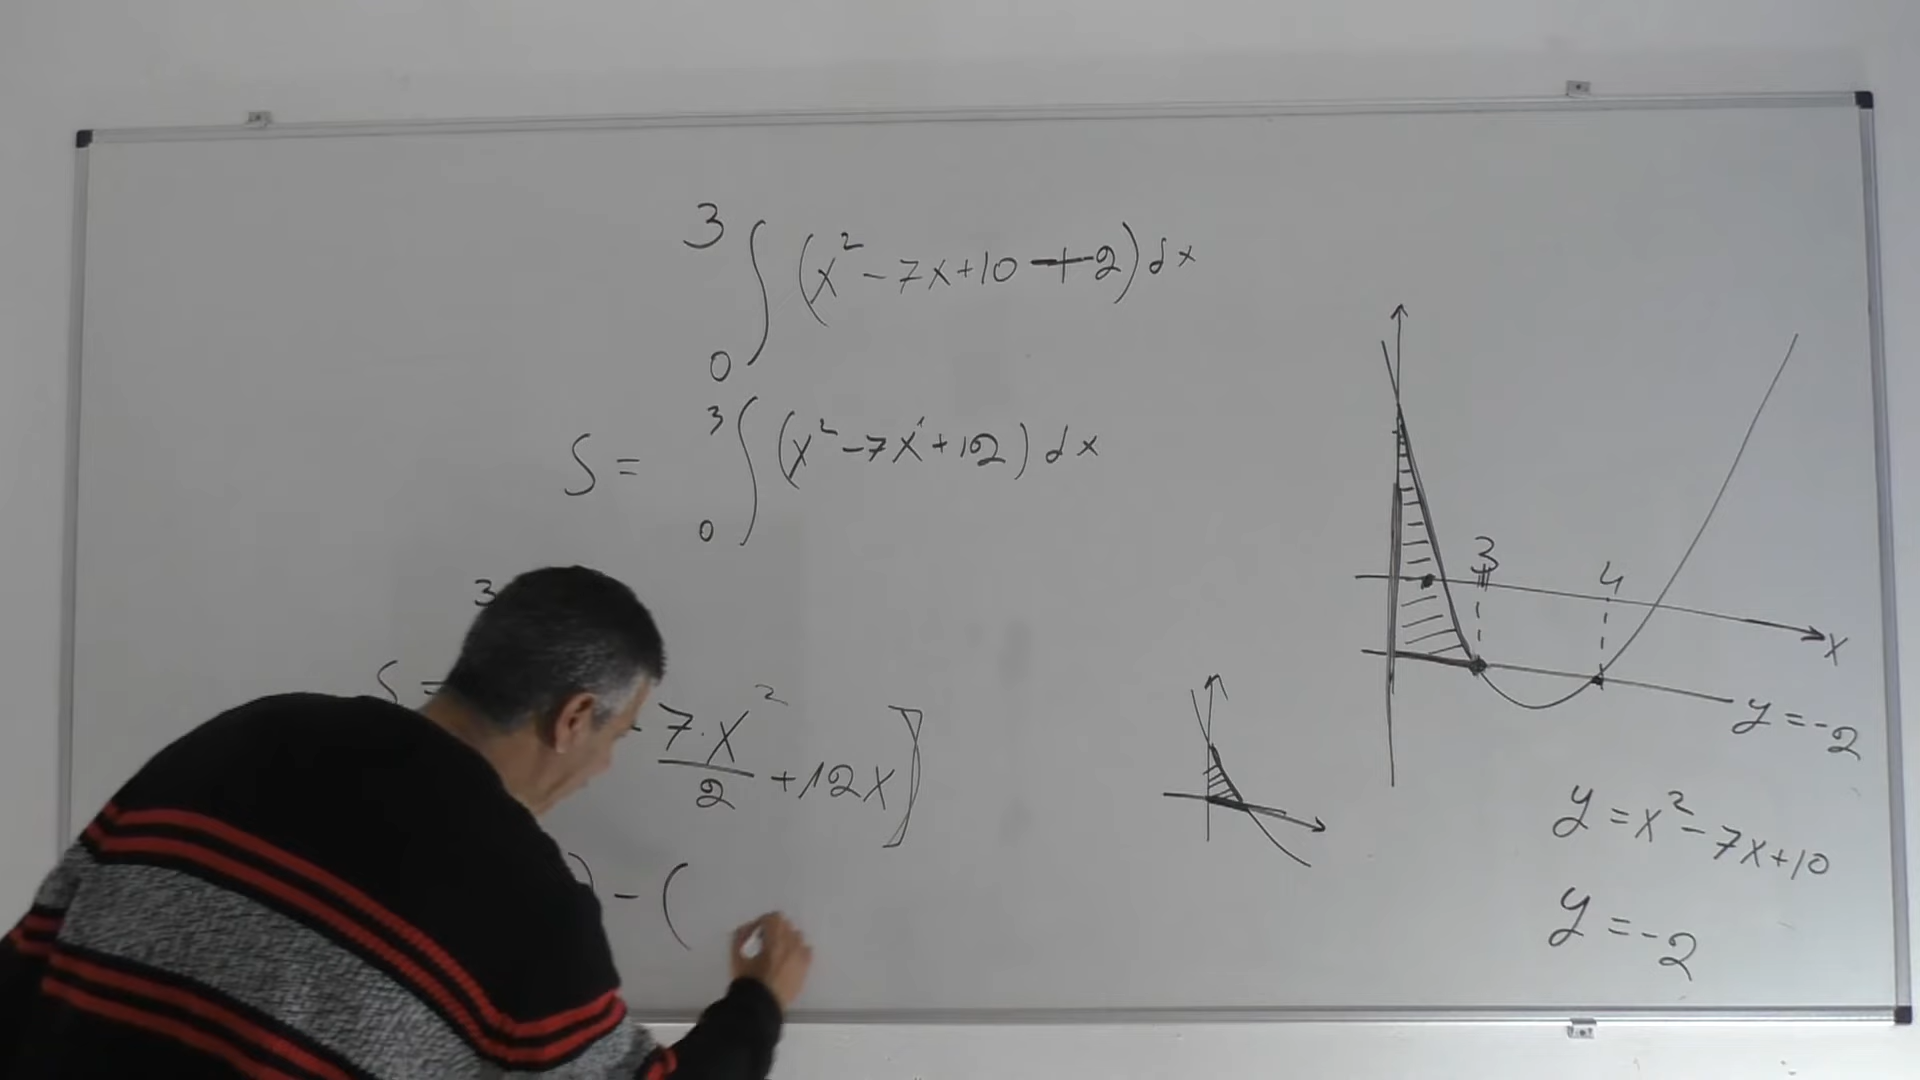 3
∫ (x² - 7x + 10 + 2) dx
0
3
S = ∫ (x² - 7x + 12) dx
0
3
S =
- 7·x²/2 + 12x]
) - (
3
4
x
y = -2
y = x² - 7x + 10
y = -2